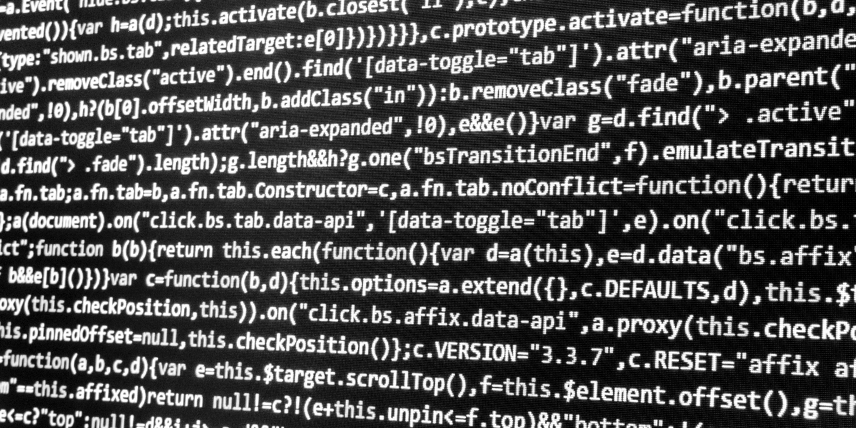 =a.Event(
vented()){var h=a(d);this.activate(b.closest("li"),c)
{type:"shown.bs.tab",relatedTarget:e[0]})})}}},c.prototype.activate=function(b,d,
ive").removeClass("active").end().find('[data-toggle="tab"]').attr("aria-expande
nded",!0),h?(b[0].offsetWidth,b.addClass("in")):b.removeClass("fade"),b.parent("
('[data-toggle="tab"]').attr("aria-expanded",!0),e&&e()}var g=d.find("> .active"
d.find("> .fade").length);g.length&&h?g.one("bsTransitionEnd",f).emulateTransit
a.fn.tab;a.fn.tab=b,a.fn.tab.Constructor=c,a.fn.tab.noConflict=function(){retur
};a(document).on("click.bs.tab.data-api",'[data-toggle="tab"]',e).on("click.bs.
ict";function b(b){return this.each(function(){var d=a(this),e=d.data("bs.affix"
b&&e[b]()})}var c=function(b,d){this.options=a.extend({},c.DEFAULTS,d),this.$t
oxy(this.checkPosition,this)).on("click.bs.affix.data-api",a.proxy(this.checkPo
his.pinnedOffset=null,this.checkPosition()};c.VERSION="3.3.7",c.RESET="affix af
=function(a,b,c,d){var e=this.$target.scrollTop(),f=this.$element.offset(),g=th
m"==this.affixed)return null!=c?!(e+this.unpin<=f.top)&&"bottom":!(
e<=c?"top":null!=d&&i+j>